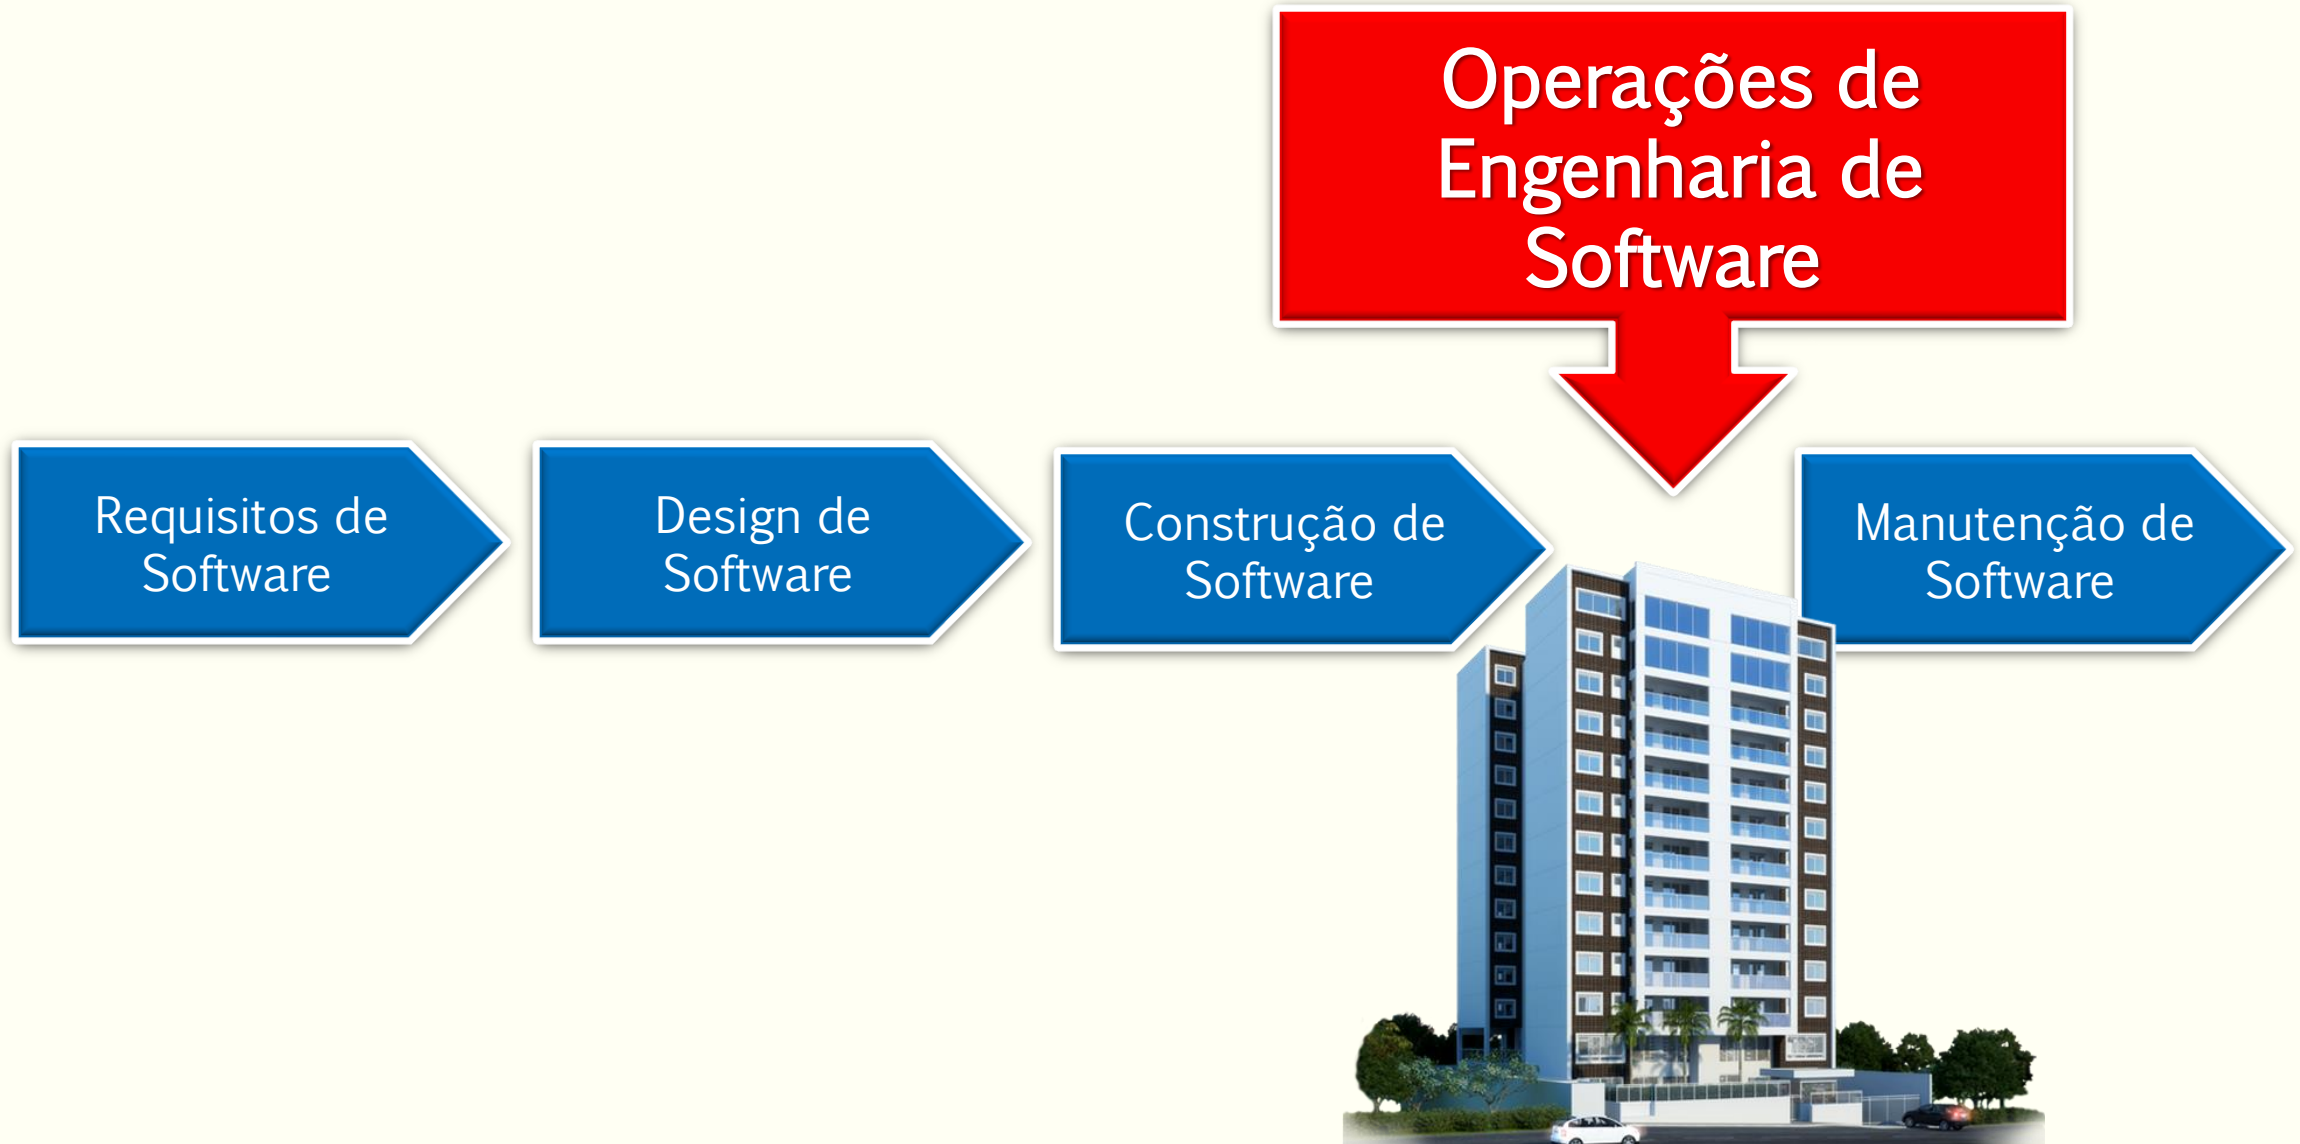 Operações de
Engenharia de
Software
Requisitos de
Software
Design de
Software
Construção de
Software
Manutenção de
Software